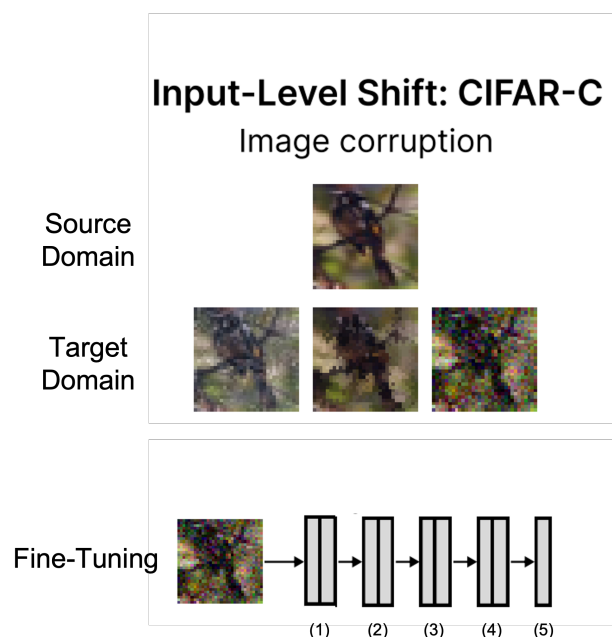 Input-Level Shift: CIFAR-C
Image corruption
Source
Domain
Target
Domain
Fine-Tuning
(1) (2) (3) (4) (5)